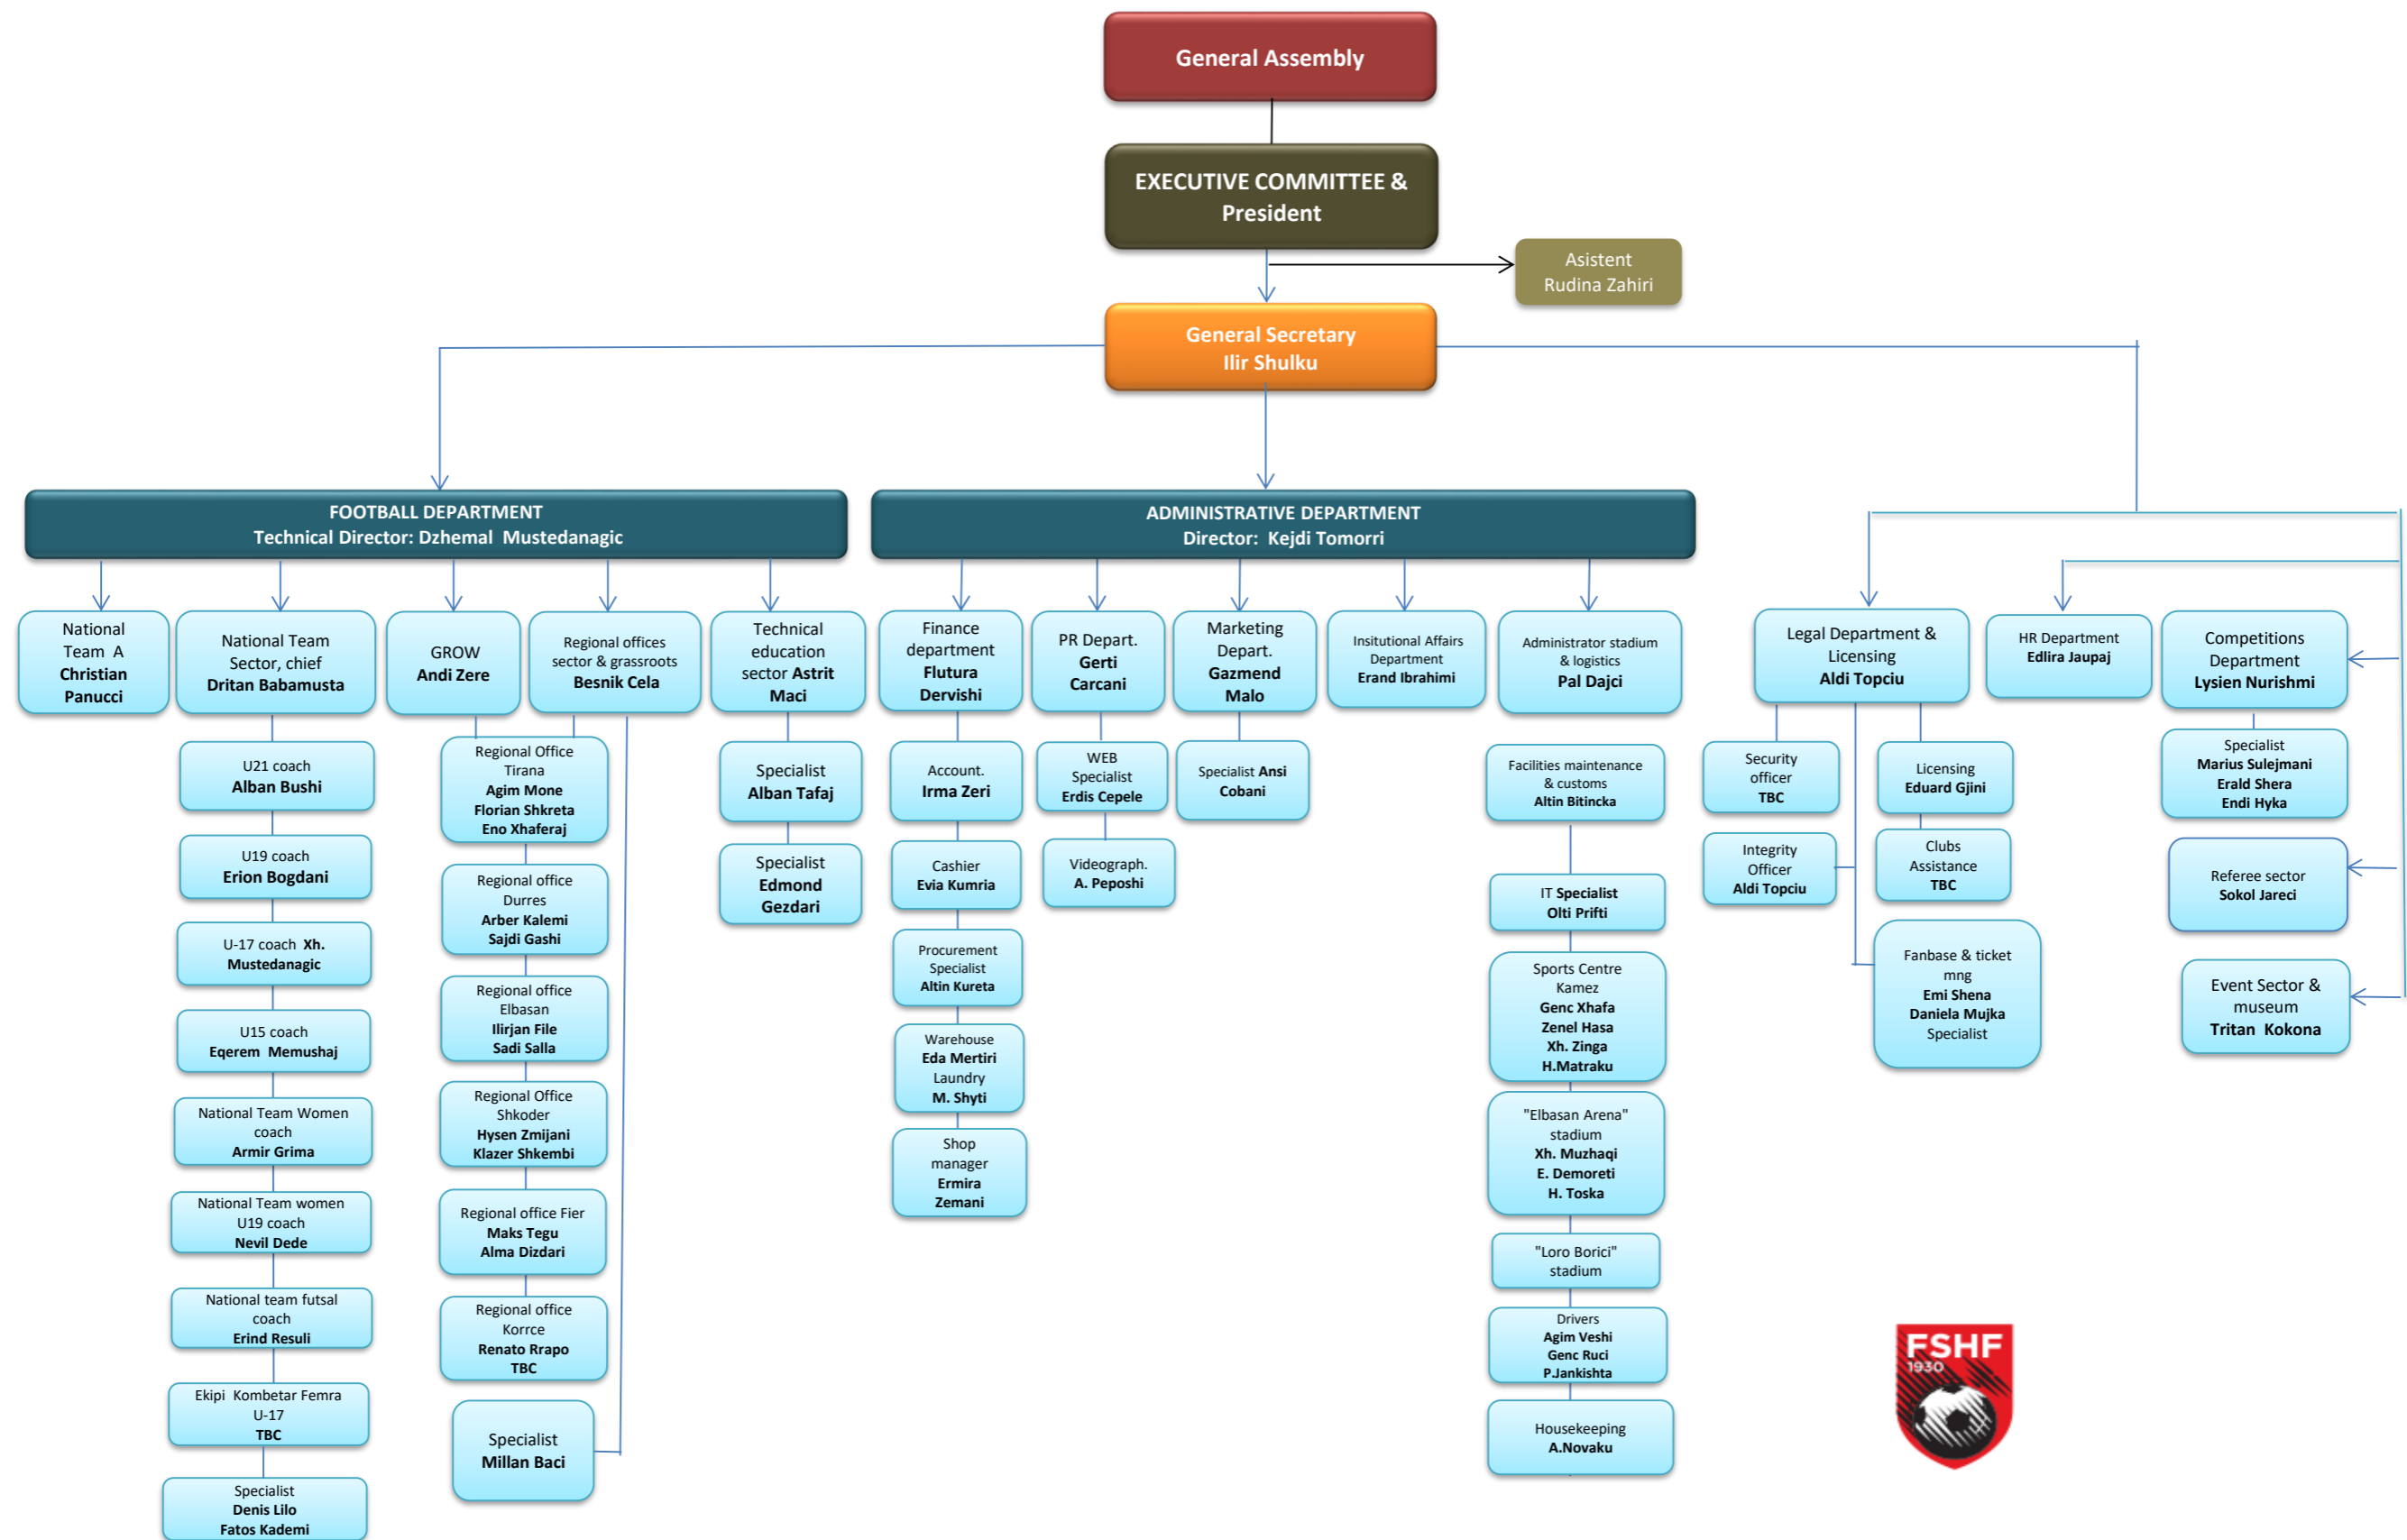 General Assembly
EXECUTIVE COMMITTEE &
President
Asistent
Rudina Zahiri
General Secretary
Ilir Shulku
FOOTBALL DEPARTMENT
Technical Director: Dzhemal Mustedanagic
ADMINISTRATIVE DEPARTMENT
Director: Kejdi Tomorri
National
Team A
Christian
Panucci
National Team
Sector, chief
Dritan Babamusta
GROW
Andi Zere
Regional offices
sector & grassroots
Besnik Cela
Technical
education
sector Astrit
Maci
Finance
department
Flutura
Dervishi
PR Depart.
Gerti
Carcani
Marketing
Depart.
Gazmend
Malo
Insitutional Affairs
Department
Erand Ibrahimi
Administrator stadium
& logistics
Pal Dajci
Legal Department &
Licensing
Aldi Topciu
HR Department
Edlira Jaupaj
Competitions
Department
Lysien Nurishmi
U21 coach
Alban Bushi
U19 coach
Erion Bogdani
U-17 coach Xh.
Mustedanagic
U15 coach
Eqerem Memushaj
National Team Women
coach
Armir Grima
National Team women
U19 coach
Nevil Dede
National team futsal
coach
Erind Resuli
Ekipi Kombetar Femra
U-17
TBC
Specialist
Denis Lilo
Fatos Kademi
Regional Office
Tirana
Agim Mone
Florian Shkreta
Eno Xhaferaj
Regional office
Durres
Arber Kalemi
Sajdi Gashi
Regional office
Elbasan
Ilirjan File
Sadi Salla
Regional Office
Shkoder
Hysen Zmijani
Klazer Shkembi
Regional office Fier
Maks Tegu
Alma Dizdari
Regional office
Korrce
Renato Rrapo
TBC
Specialist
Millan Baci
Specialist
Alban Tafaj
Specialist
Edmond
Gezdari
Account.
Irma Zeri
Cashier
Evia Kumria
Procurement
Specialist
Altin Kureta
Warehouse
Eda Mertiri
Laundry
M. Shyti
Shop
manager
Ermira
Zemani
WEB
Specialist
Erdis Cepele
Videograph.
A. Peposhi
Specialist Ansi
Cobani
Facilities maintenance
& customs
Altin Bitincka
IT Specialist
Olti Prifti
Sports Centre
Kamez
Genc Xhafa
Zenel Hasa
Xh. Zinga
H.Matraku
"Elbasan Arena"
stadium
Xh. Muzhaqi
E. Demoreti
H. Toska
"Loro Borici"
stadium
Drivers
Agim Veshi
Genc Ruci
P.Jankishta
Housekeeping
A.Novaku
Security
officer
TBC
Integrity
Officer
Aldi Topciu
Licensing
Eduard Gjini
Clubs
Assistance
TBC
Fanbase & ticket
mng
Emi Shena
Daniela Mujka
Specialist
Specialist
Marius Sulejmani
Erald Shera
Endi Hyka
Referee sector
Sokol Jareci
Event Sector &
museum
Tritan Kokona
FSHF
1930